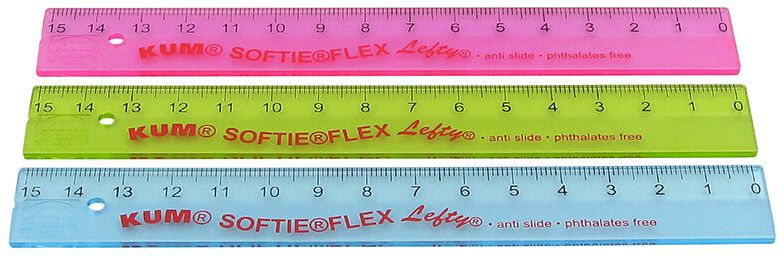 15 14 13 12 11 10 9 8 7 6 5 4 3 2 1 0
KUM® SOFTIE®FLEX Lefty® · anti slide · phthalates free
15 14 13 12 11 10 9 8 7 6 5 4 3 2 1 0
KUM® SOFTIE®FLEX Lefty® · anti slide · phthalates free
15 14 13 12 11 10 9 8 7 6 5 4 3 2 1 0
KUM® SOFTIE®FLEX Lefty® · anti slide · phthalates free